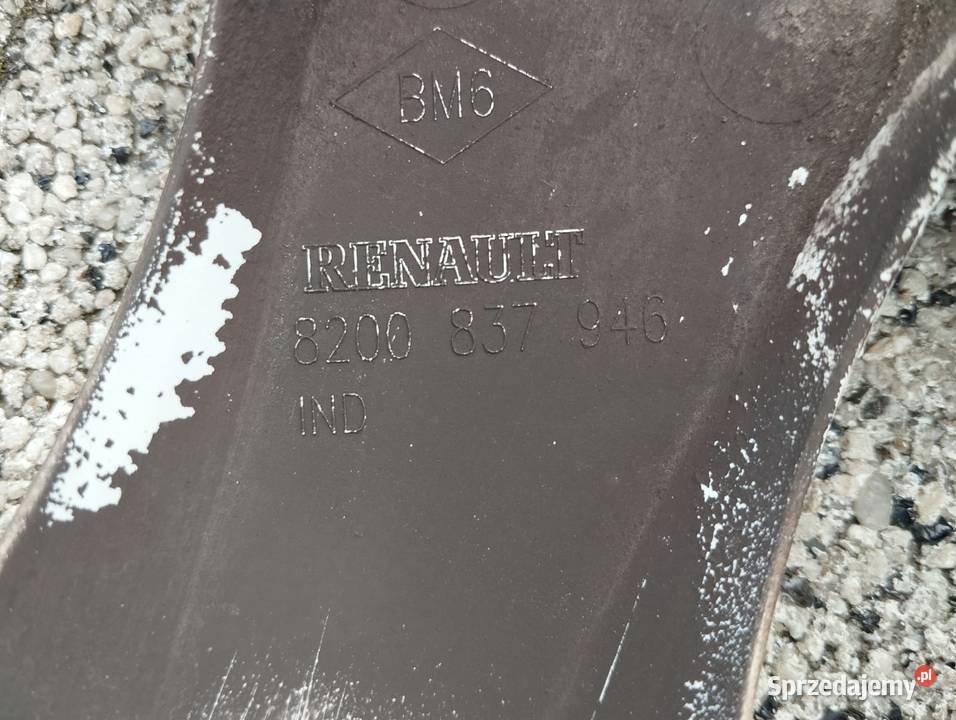 BM6
RENAULT
8200 837 946
IND
Sprzedajemy.pl